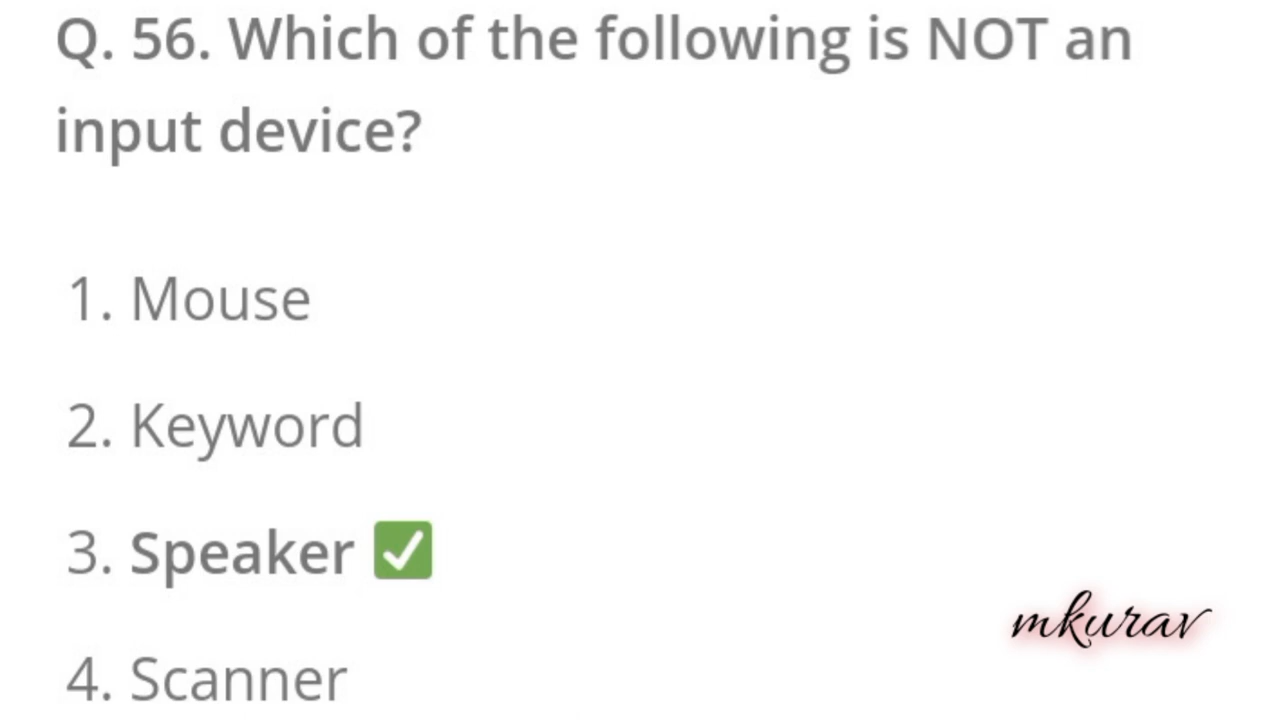 Q. 56. Which of the following is NOT an
input device?
1. Mouse
2. Keyword
3. Speaker ✅
4. Scanner
mkurav